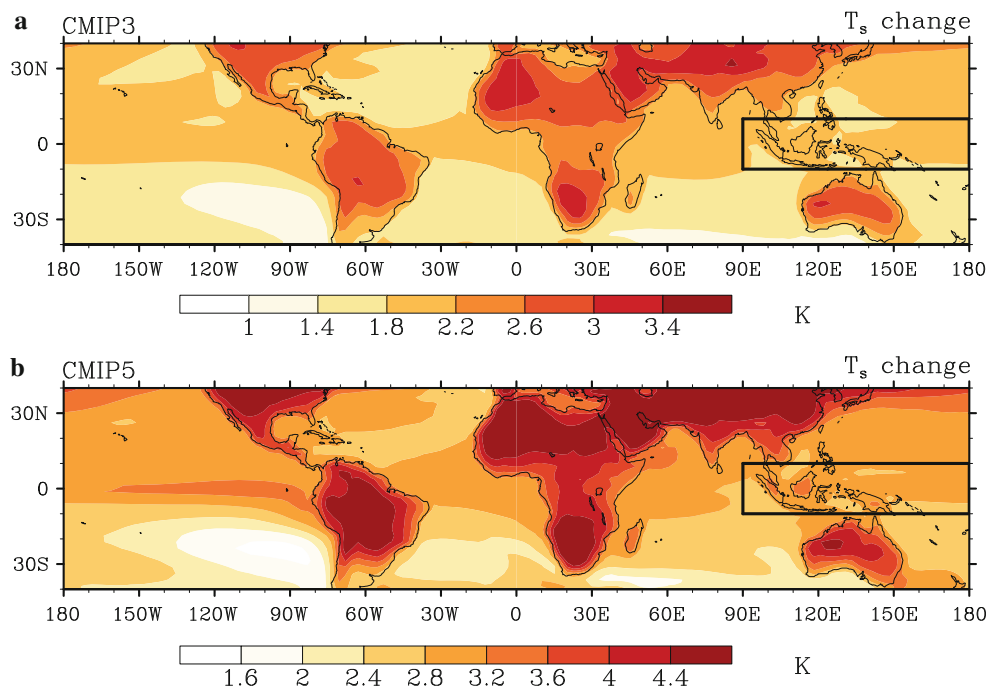 a CMIP3 T_s change
30N
0
30S
180 150W 120W 90W 60W 30W 0 30E 60E 90E 120E 150E 180
1 1.4 1.8 2.2 2.6 3 3.4 K
b CMIP5 T_s change
30N
0
30S
180 150W 120W 90W 60W 30W 0 30E 60E 90E 120E 150E 180
1.6 2 2.4 2.8 3.2 3.6 4 4.4 K